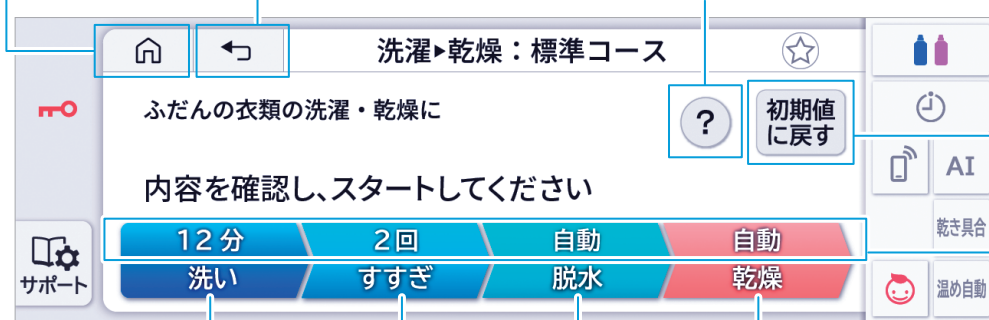 洗濯▸乾燥：標準コース
ふだんの衣類の洗濯・乾燥に
?
初期値
に戻す
AI
内容を確認し、スタートしてください
乾き具合
12分 2回 自動 自動
洗い すすぎ 脱水 乾燥
サポート
温め自動